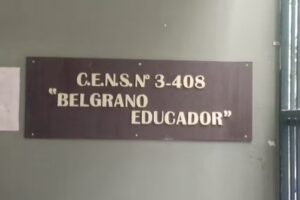 C.E.N.S. Nº 3-408
"BELGRANO
EDUCADOR"